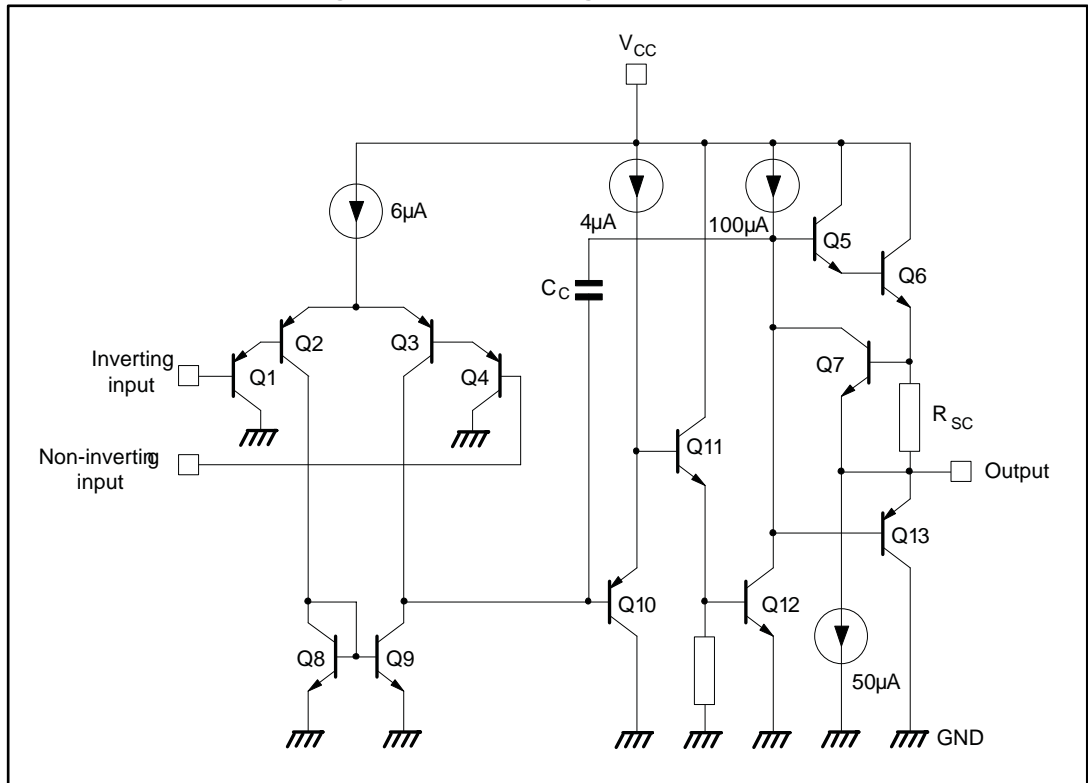 V_CC
6µA
4µA
100µA
Q5
Q6
C_C
Q2
Q3
Q7
Inverting
input
Q1
Q4
R_SC
Q11
Non-inverting
input
Output
Q13
Q10
Q12
Q8
Q9
50µA
GND